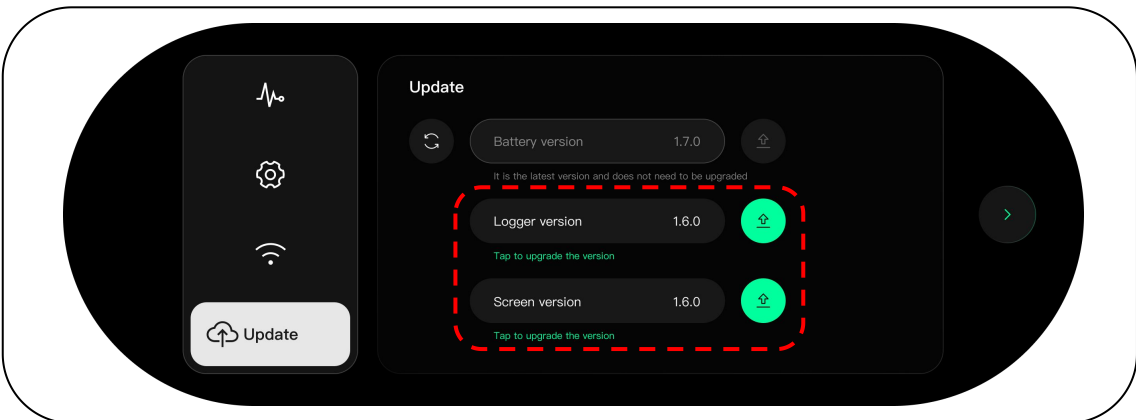 Update
Battery version 1.7.0
It is the latest version and does not need to be upgraded
Logger version 1.6.0
Tap to upgrade the version
Screen version 1.6.0
Tap to upgrade the version
Update